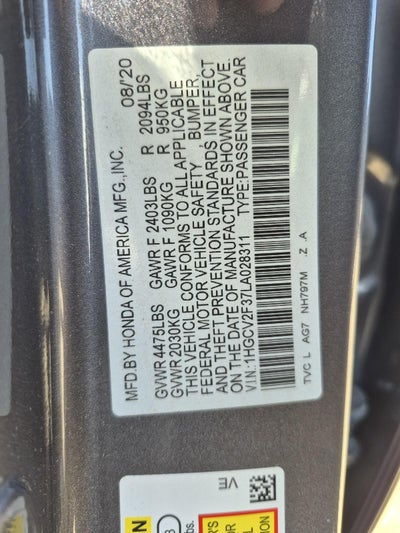 MFD.BY HONDA OF AMERICA MFG.,INC. 08/20
GVWR 4475LBS GAWR F 2403LBS R 2094LBS
GVWR 2030KG GAWR F 1090KG R 950KG
THIS VEHICLE CONFORMS TO ALL APPLICABLE
FEDERAL MOTOR VEHICLE SAFETY BUMPER,
AND THEFT PREVENTION STANDARDS IN EFFECT
ON THE DATE OF MANUFACTURE SHOWN ABOVE.
V.I.N.:1HGCV2F37LA028311 TYPE:PASSENGER CAR
TVC L AG7 NH797M .Z .A
VM